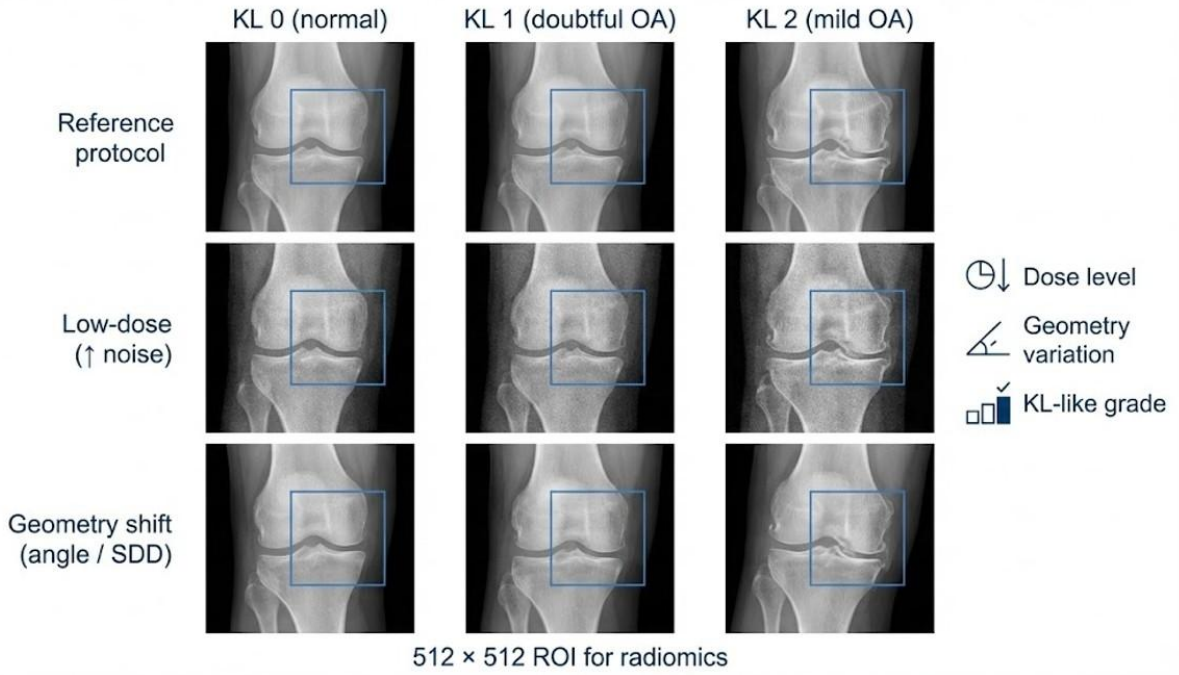 KL 0 (normal)
KL 1 (doubtful OA)
KL 2 (mild OA)
Reference
protocol
Low-dose
(↑ noise)
Dose level
Geometry
variation
KL-like grade
Geometry shift
(angle / SDD)
512 × 512 ROI for radiomics